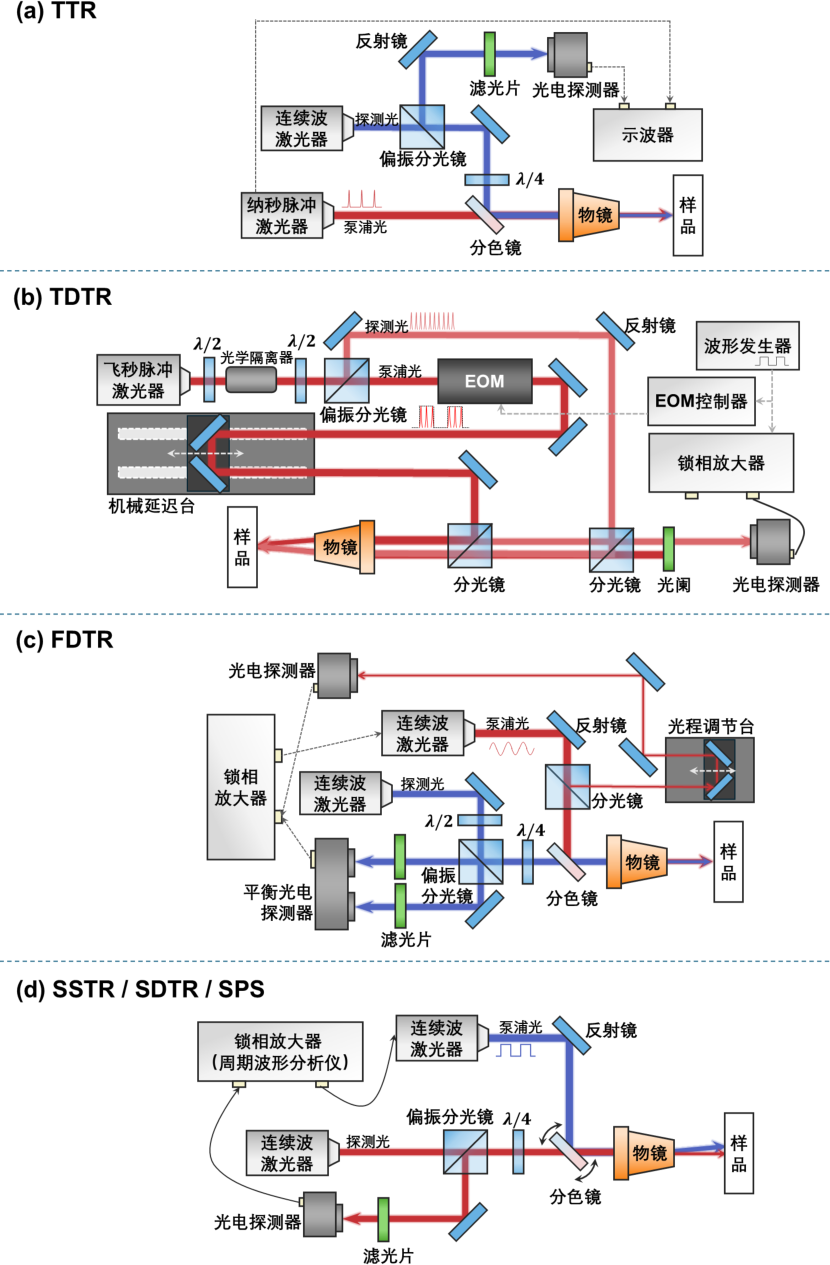 (a) TTR
反射镜
滤光片
光电探测器
连续波
激光器
探测光
偏振分光镜
示波器
λ/4
纳秒脉冲
激光器
泵浦光
分色镜
物镜
样
品
(b) TDTR
探测光
反射镜
波形发生器
λ/2
光学隔离器
λ/2
飞秒脉冲
激光器
泵浦光
EOM
偏振分光镜
EOM控制器
锁相放大器
机械延迟台
样
品
物镜
分光镜
分光镜
光阑
光电探测器
(c) FDTR
光电探测器
连续波
激光器
泵浦光
反射镜
光程调节台
锁相
放大器
连续波
激光器
探测光
分光镜
λ/2
λ/4
偏振
分光镜
物镜
样
品
平衡光电
探测器
分色镜
滤光片
(d) SSTR / SDTR / SPS
锁相放大器
(周期波形分析仪)
连续波
激光器
泵浦光
反射镜
偏振分光镜
λ/4
连续波
激光器
探测光
物镜
样
品
分色镜
光电探测器
滤光片